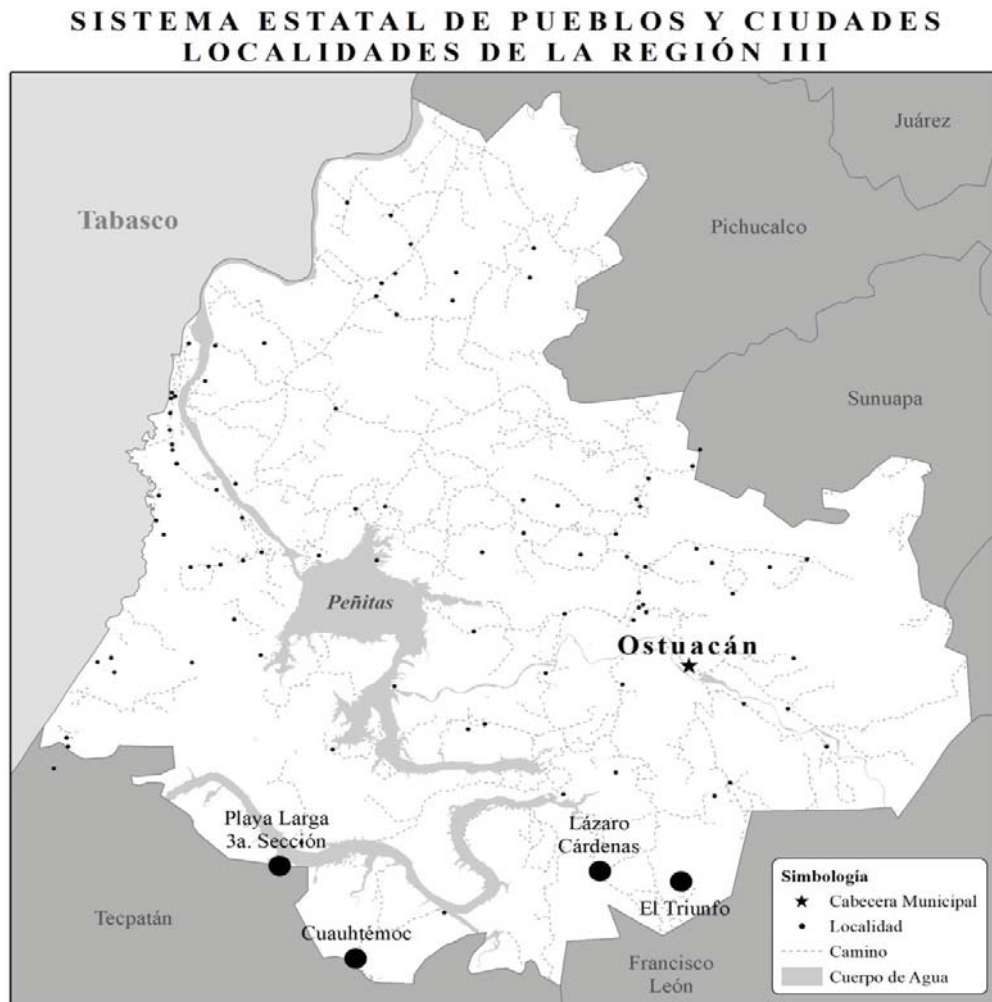 SISTEMA ESTATAL DE PUEBLOS Y CIUDADES
LOCALIDADES DE LA REGIÓN III
Juárez
Tabasco
Pichucalco
Sunuapa
Peñitas
Ostuacán
Playa Larga
3a. Sección
Lázaro
Cárdenas
El Triunfo
Tecpatán
Cuauhtémoc
Francisco
León
Simbología
Cabecera Municipal
Localidad
Camino
Cuerpo de Agua